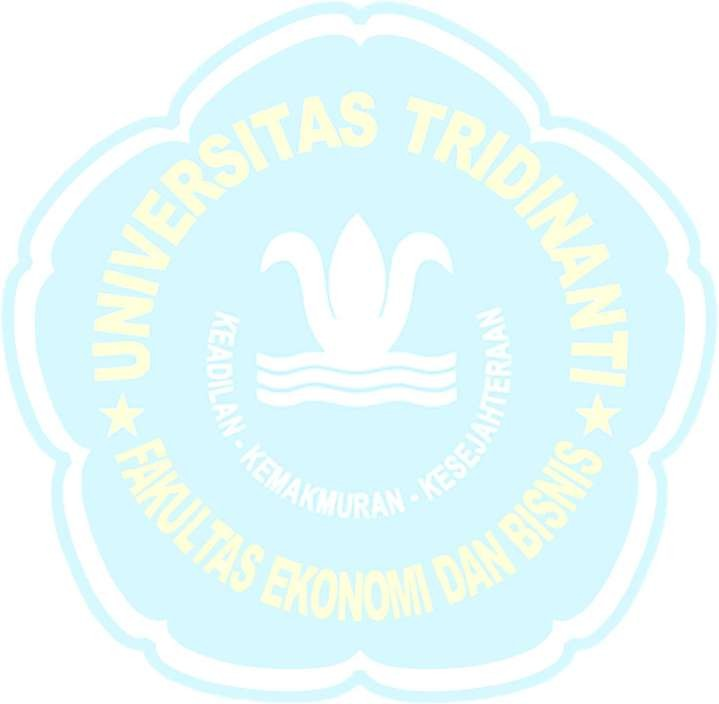 UNIVERSITAS TRIDINANTI
KEADILAN - KEMAKMURAN - KESEJAHTERAAN
FAKULTAS EKONOMI DAN BISNIS